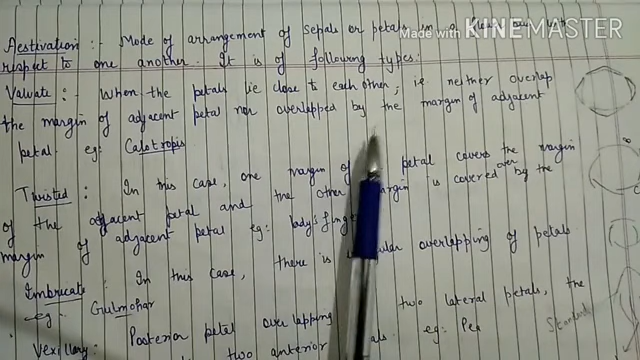 Made with KINEMASTER
Aestivation :- Mode of arrangement of sepals or petals in a
respect to one another. It is of following types:
Valvate :- When the petals lie close to each other, i.e. neither overlap
the margin of adjacent petal nor overlapped by the margin of adjacent
petal. eg: Calotropis
Twisted : In this case, one margin of petal covers the margin
of the adjacent petal and the other margin is covered over by the
margin of adjacent petal eg: lady's
Imbricate : In this case, there is overlapping of petals
eg: Gulmohar
Vexillary: Posterior petal overlapping two lateral petals, the
two anterior eg: Pea
Standard